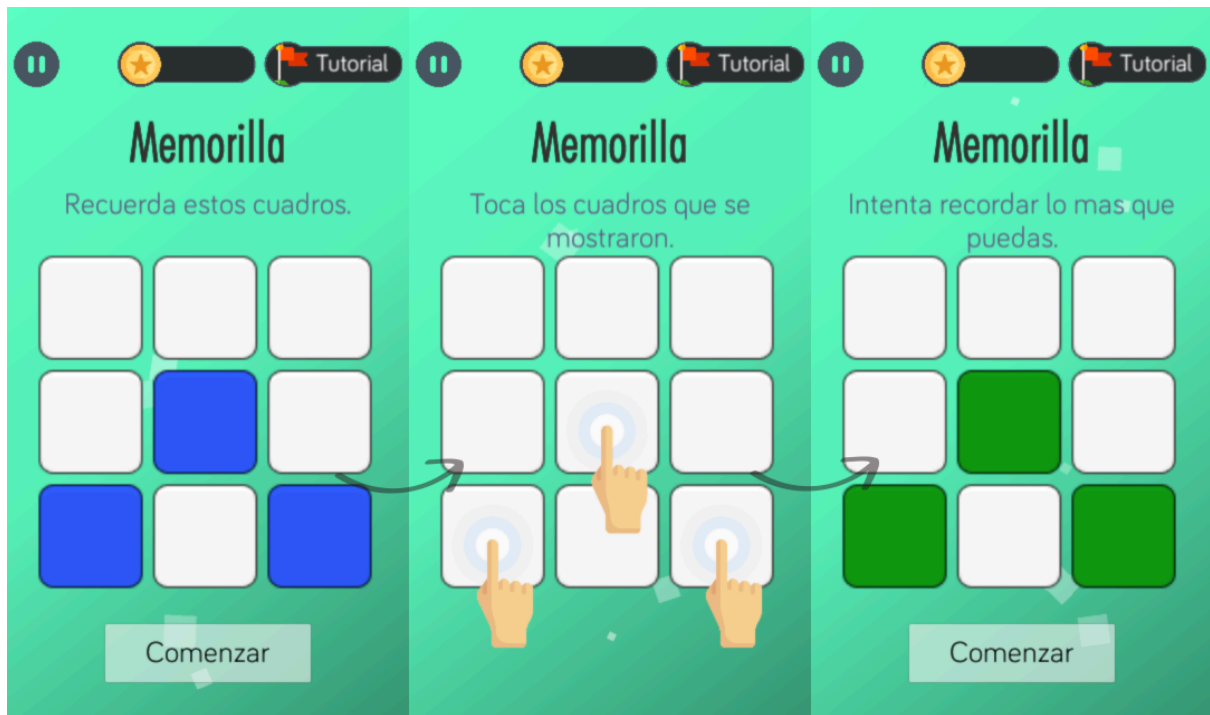 Tutorial
Memorilla
Recuerda estos cuadros.
Comenzar
Tutorial
Memorilla
Toca los cuadros que se
mostraron.
Tutorial
Memorilla
Intenta recordar lo mas que
puedas.
Comenzar